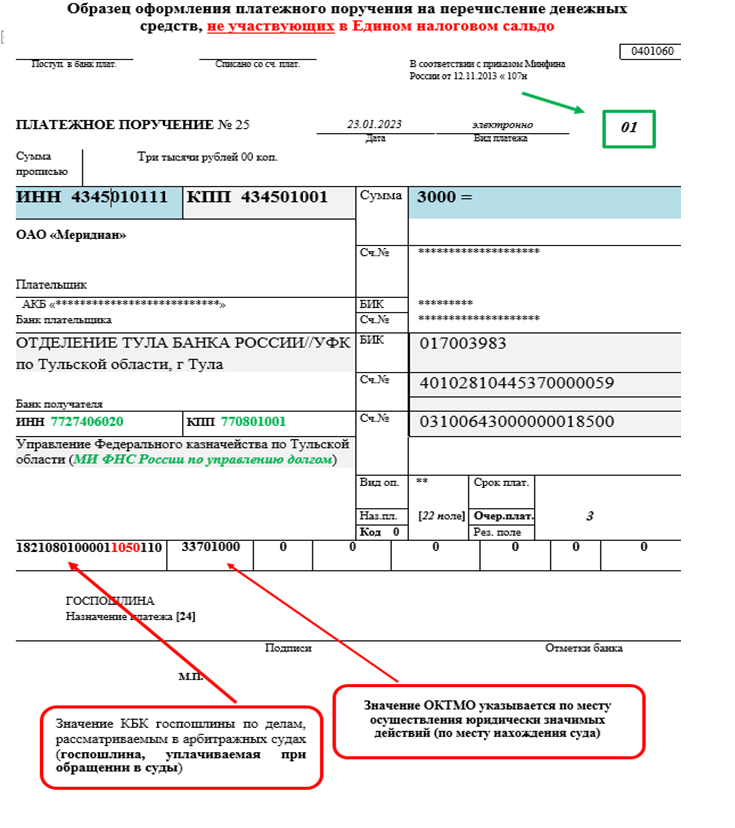 Образец оформления платежного поручения на перечисление денежных
средств, не участвующих в Едином налоговом сальдо
0401060
Поступ. в банк плат.
Списано со сч. плат.
В соответствии с приказом Минфина
России от 12.11.2013 « 107н
ПЛАТЕЖНОЕ ПОРУЧЕНИЕ № 25
23.01.2023
электронно
01
Дата
Вид платежа
Сумма
прописью
Три тысячи рублей 00 коп.
ИНН 4345010111
КПП 434501001
Сумма
3000 =
ОАО «Меридиан»
Сч.№
********************
Плательщик
АКБ «***************************»
БИК
*********
Банк плательщика
Сч.№
********************
ОТДЕЛЕНИЕ ТУЛА БАНКА РОССИИ//УФК
по Тульской области, г Тула
БИК
017003983
Сч.№
40102810445370000059
Банк получателя
ИНН 7727406020
КПП 770801001
Сч.№
03100643000000018500
Управление Федерального казначейства по Тульской
области (МИ ФНС России по управлению долгом)
Вид оп.
**
Срок плат.
Наз.пл.
[22 поле]
Очер.плат.
3
Код 0
Рез. поле
18210801000011050110
33701000
0
0
0
0
0
0
ГОСПОШЛИНА
Назначение платежа [24]
Подписи
Отметки банка
М.П.
Значение КБК госпошлины по делам,
рассматриваемым в арбитражных судах
(госпошлина, уплачиваемая при
обращении в суды)
Значение ОКТМО указывается по месту
осуществления юридически значимых
действий (по месту нахождения суда)